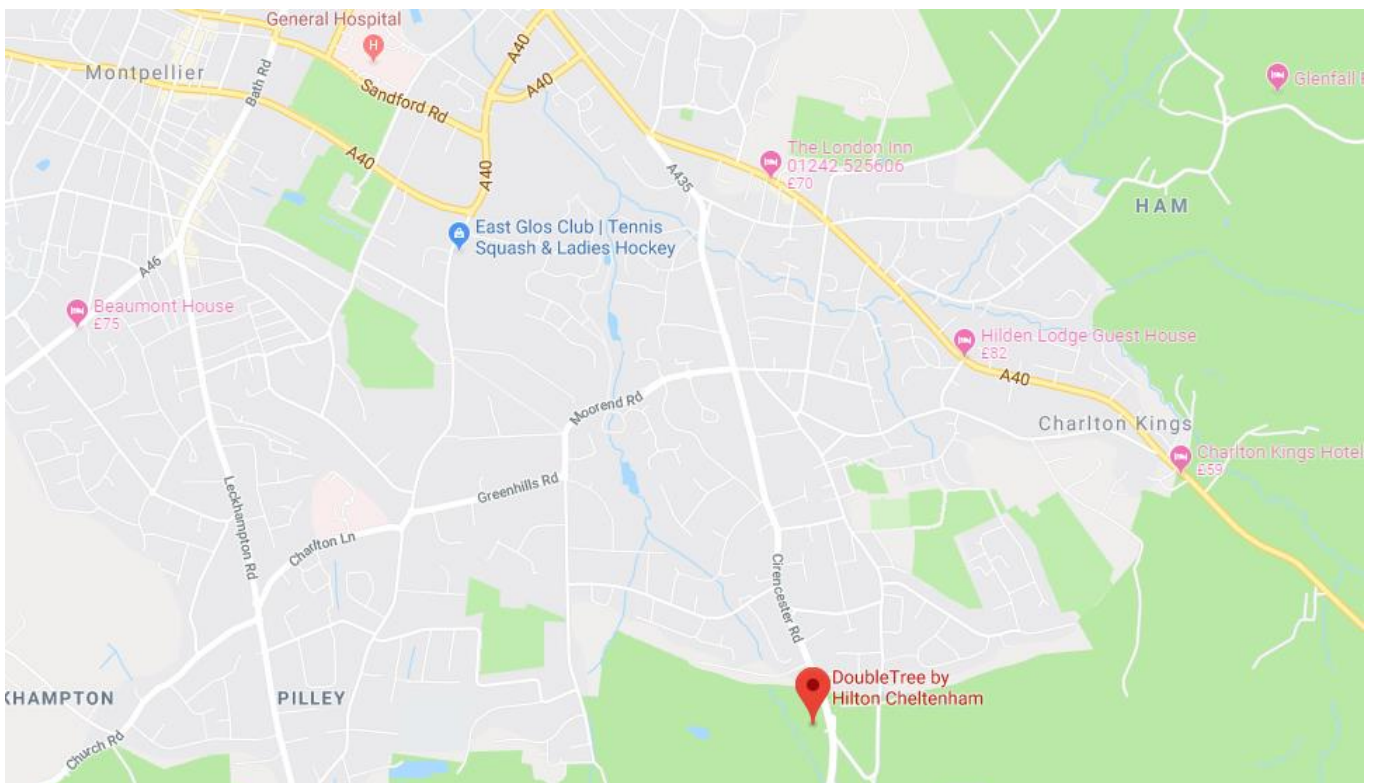 General Hospital
H
A40
Montpellier
Bath Rd
Sandford Rd
A40
Glenfall
The London Inn
01242 525606
£70
A40
A40
A435
HAM
East Glos Club | Tennis
Squash & Ladies Hockey
A46
Beaumont House
£75
Hilden Lodge Guest House
£82
A40
Moorend Rd
Charlton Kings
Charlton Kings Hotel
£59
Leckhampton Rd
Greenhills Rd
Charlton Ln
Cirencester Rd
DoubleTree by
Hilton Cheltenham
KHAMPTON
PILLEY
Church Rd